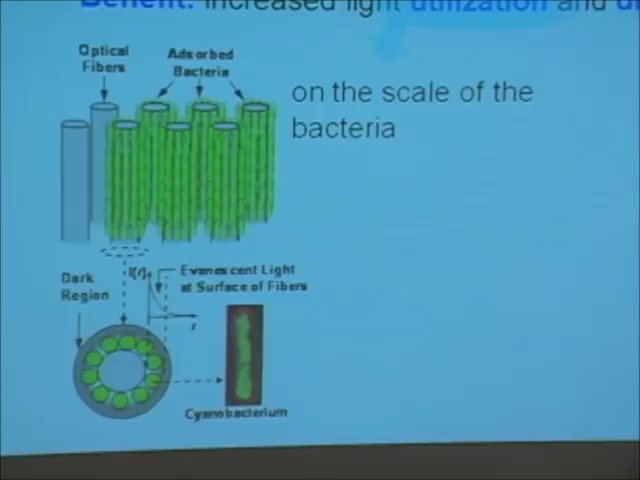 Benefit: increased light utilization and
Optical
Fibers
Adsorbed
Bacteria
on the scale of the
bacteria
Dark
Region
I(r)
Evanescent Light
at Surface of Fibers
r
Cyanobacterium